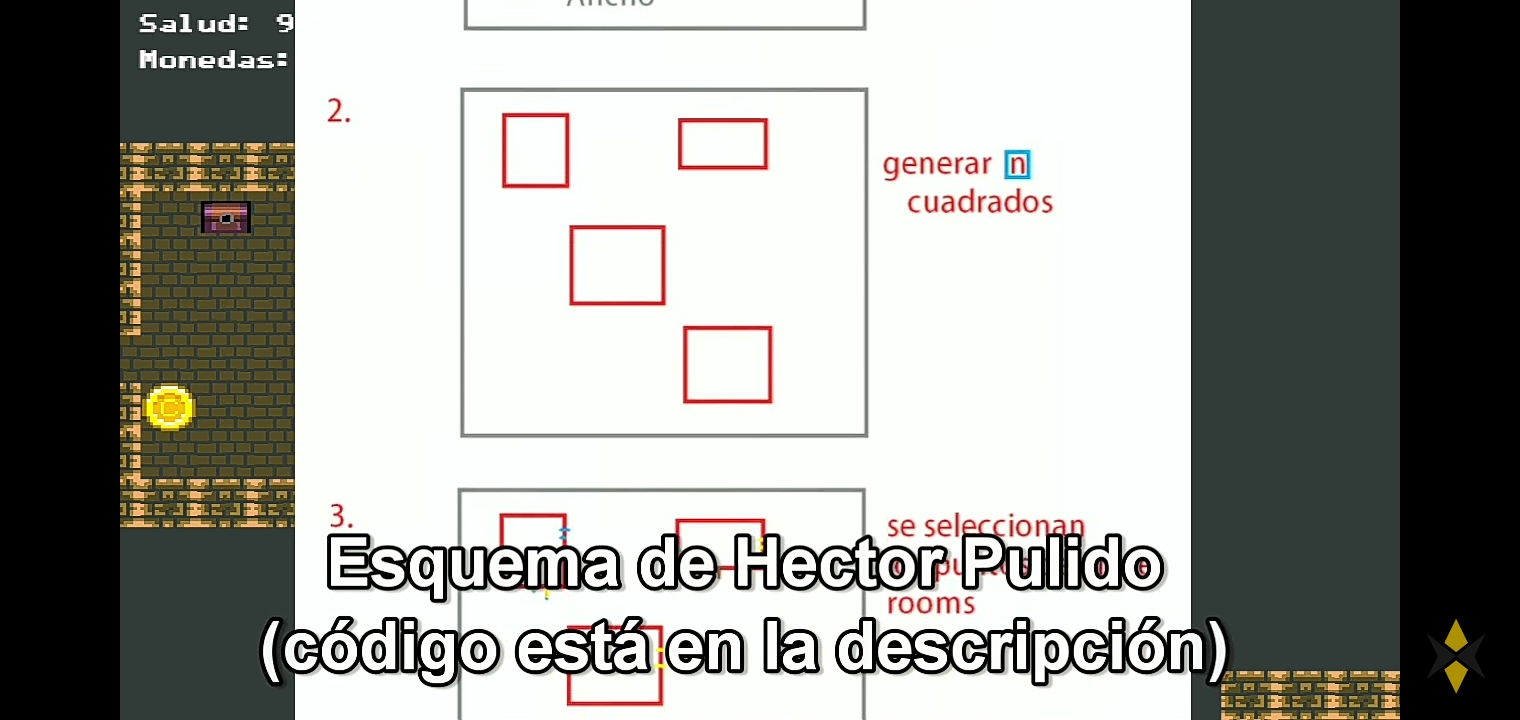 Salud: 9
Monedas:
Ancho
2.
generar n
cuadrados
3.
se seleccionan
rooms
Esquema de Hector Pulido
(código está en la descripción)